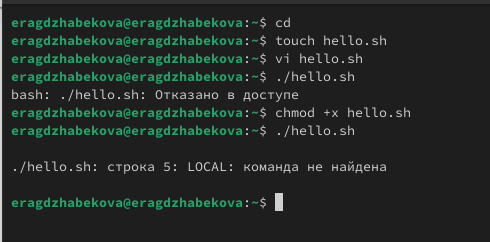 eragdzhabekova@eragdzhabekova:~$ cd
eragdzhabekova@eragdzhabekova:~$ touch hello.sh
eragdzhabekova@eragdzhabekova:~$ vi hello.sh
eragdzhabekova@eragdzhabekova:~$ ./hello.sh
bash: ./hello.sh: Отказано в доступе
eragdzhabekova@eragdzhabekova:~$ chmod +x hello.sh
eragdzhabekova@eragdzhabekova:~$ ./hello.sh
./hello.sh: строка 5: LOCAL: команда не найдена
eragdzhabekova@eragdzhabekova:~$